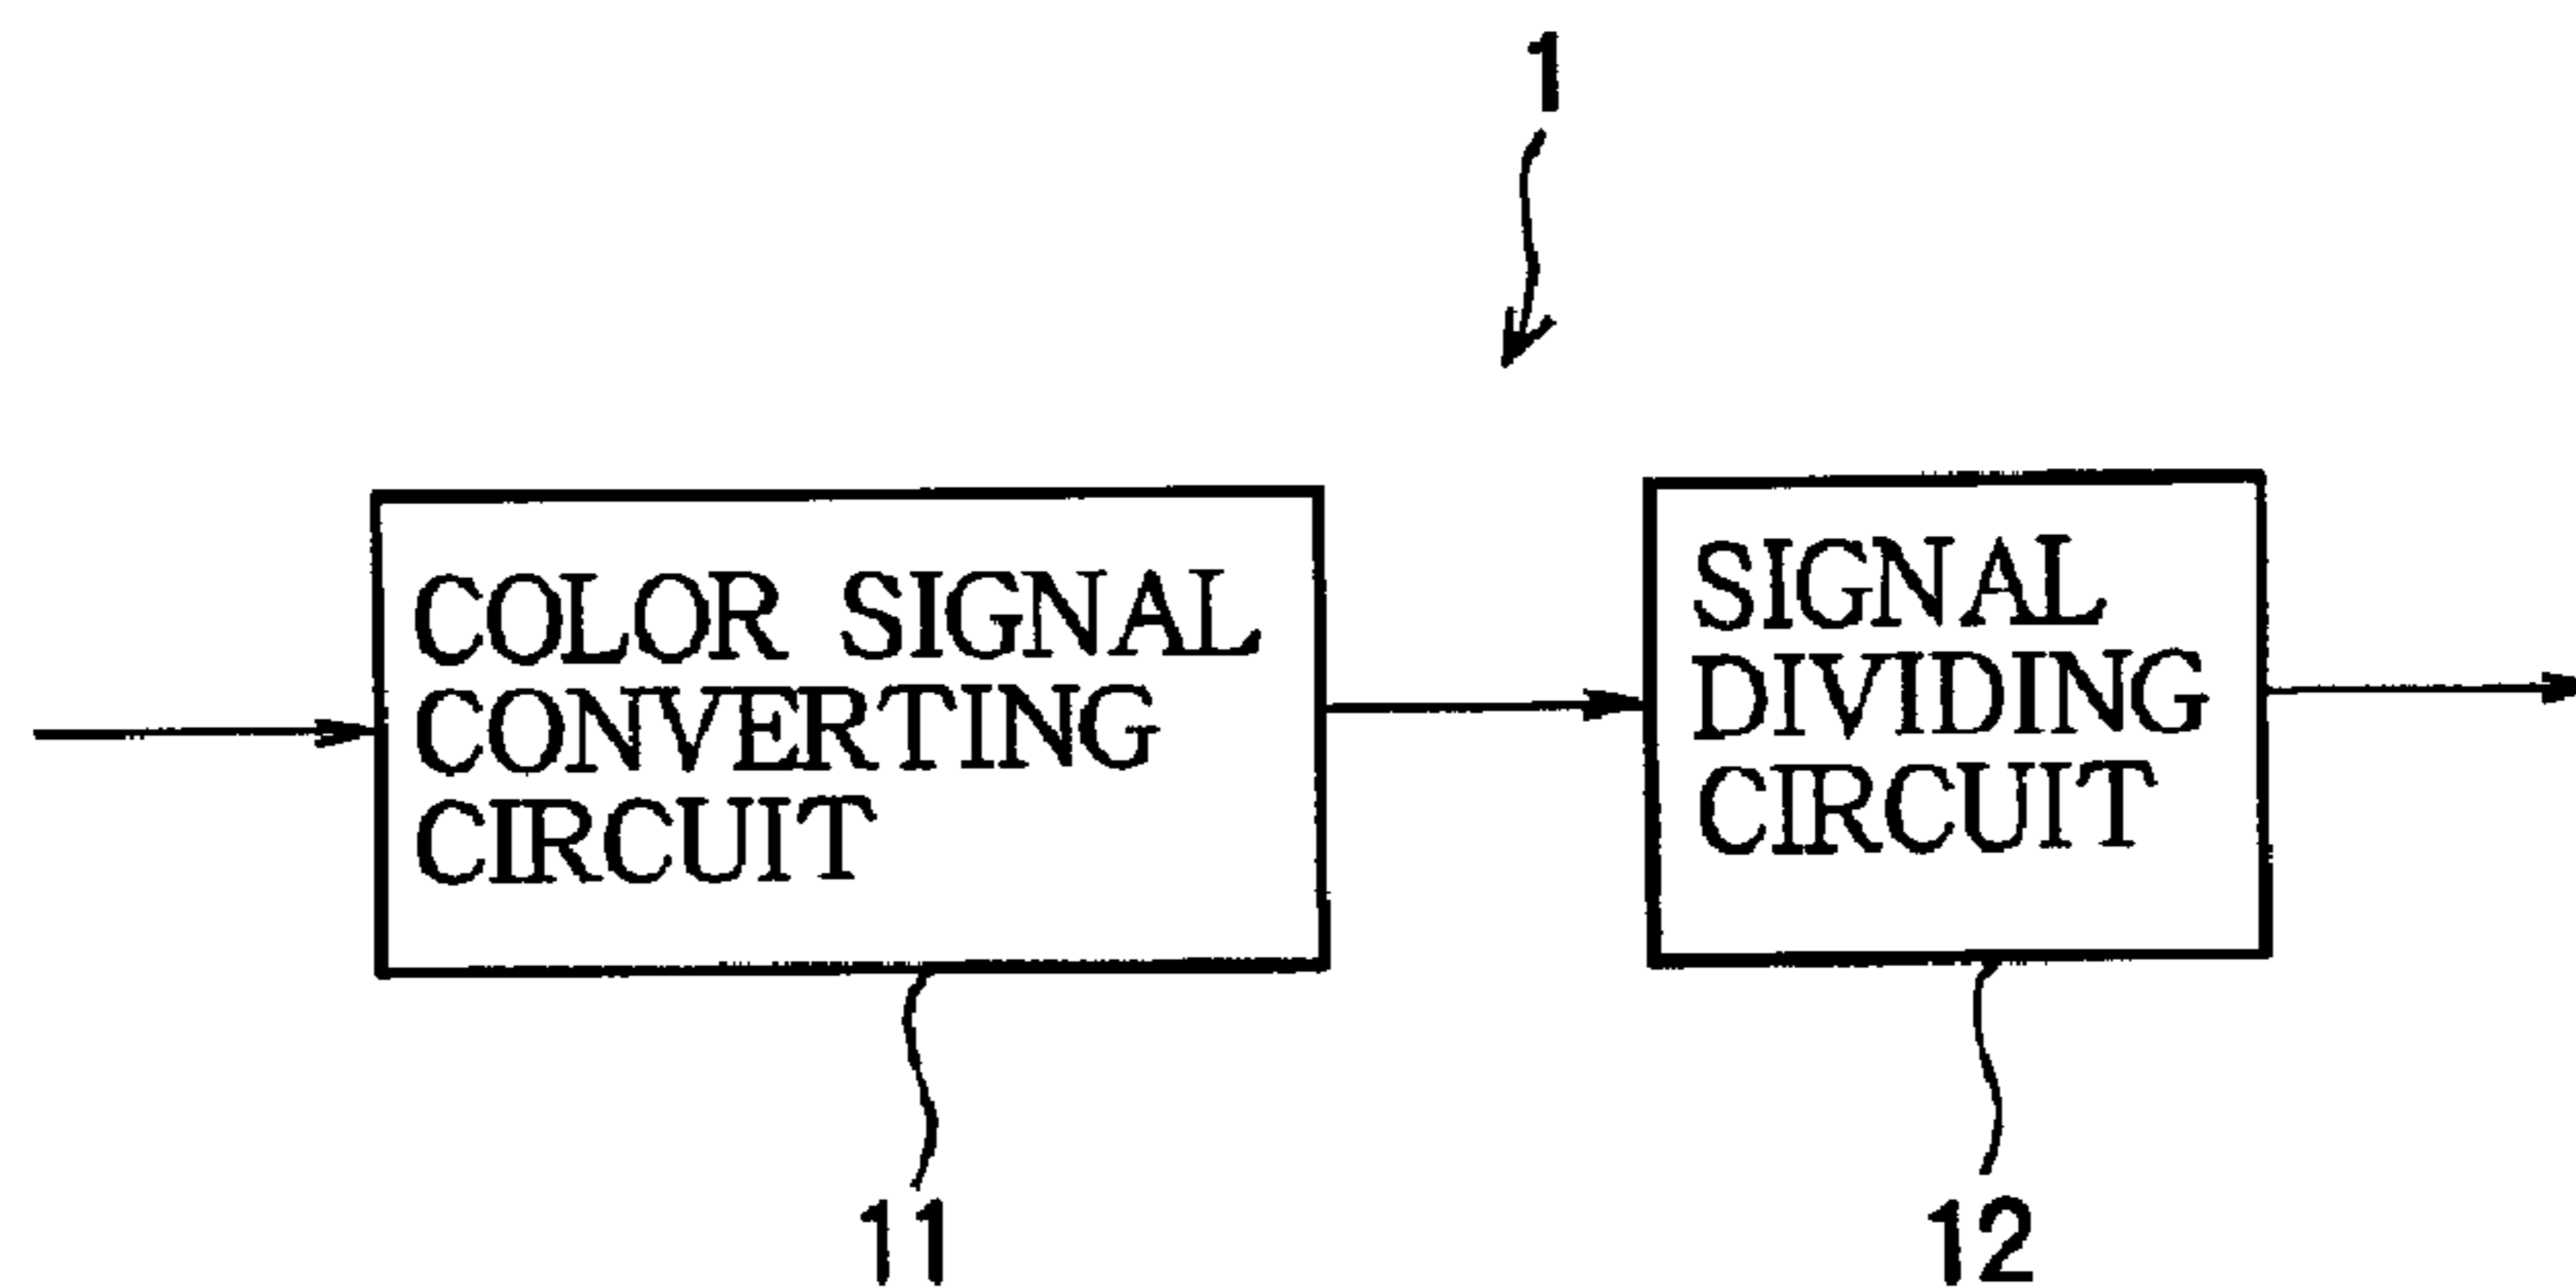 1
COLOR SIGNAL
CONVERTING
CIRCUIT
SIGNAL
DIVIDING
CIRCUIT
11
12